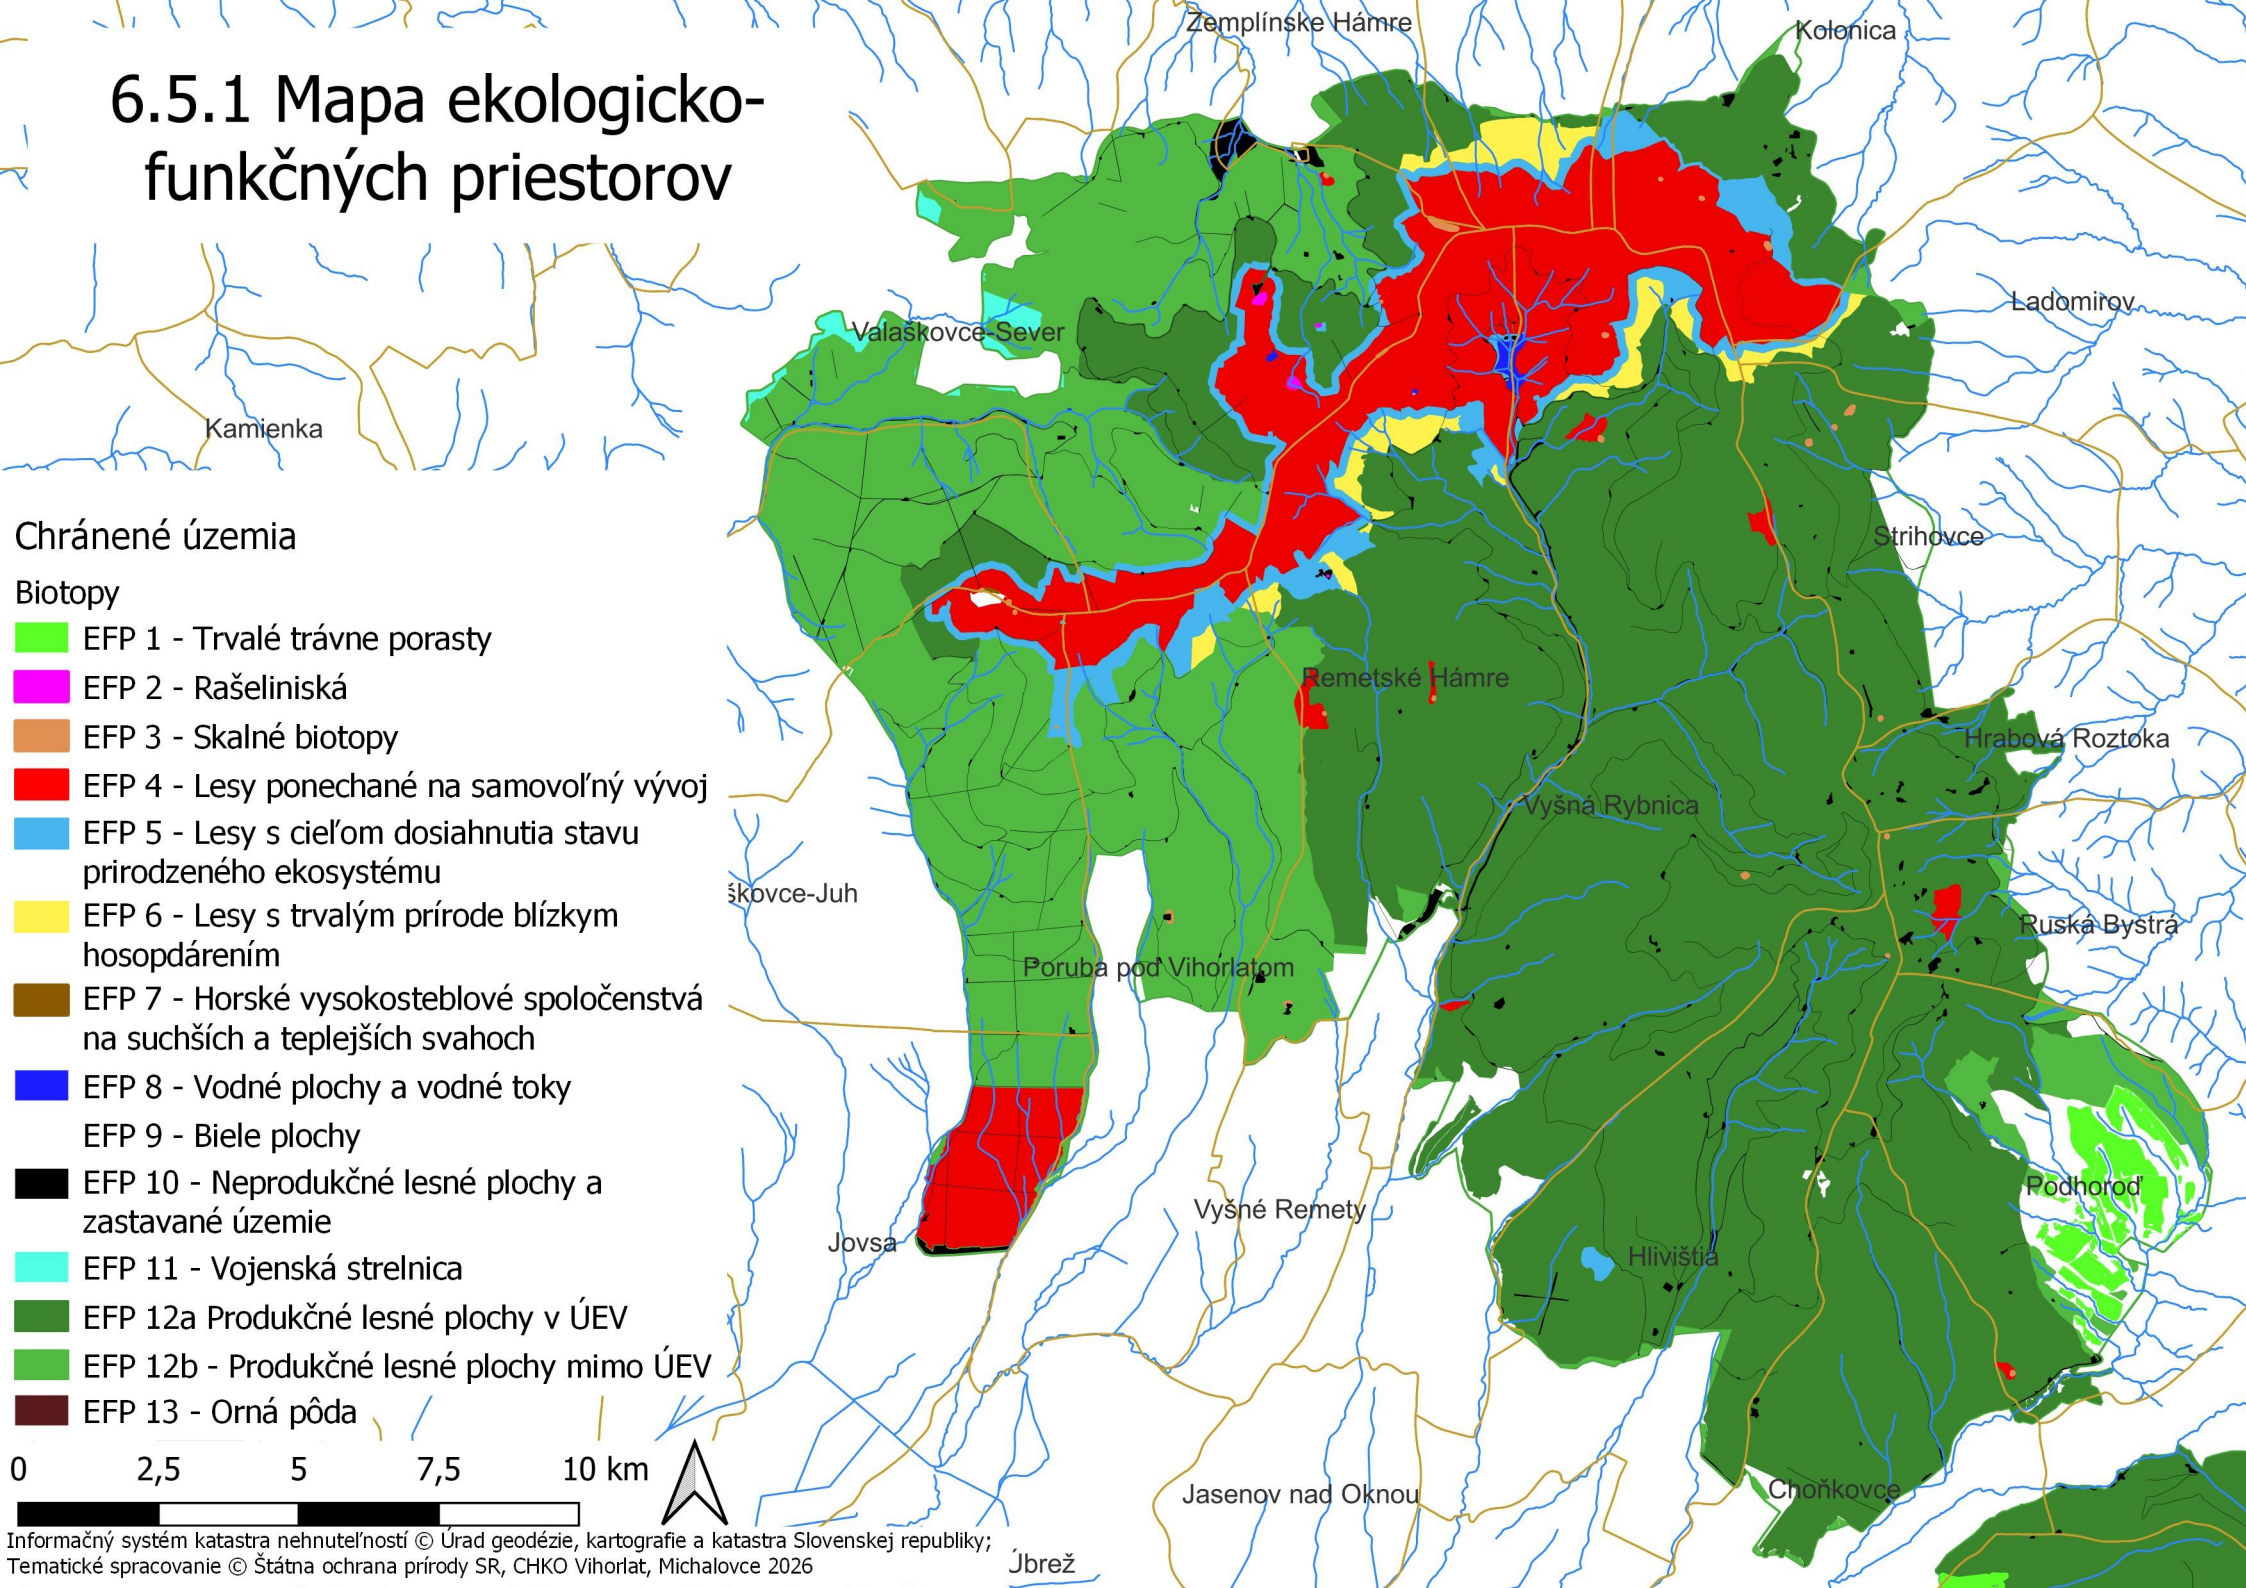 6.5.1 Mapa ekologicko-
funkčných priestorov
Zemplínske Hámre
Kolonica
Ladomirov
Valaškovce-Sever
Kamienka
Strihovce
Remetské Hámre
Hrabová Roztoka
Vyšná Rybnica
škovce-Juh
Ruská Bystrá
Poruba pod Vihorlatom
Podhoroď
Vyšné Remety
Jovsa
Hlivištia
Choňkovce
Jasenov nad Oknou
Úbrež
Chránené územia
Biotopy
EFP 1 - Trvalé trávne porasty
EFP 2 - Rašeliniská
EFP 3 - Skalné biotopy
EFP 4 - Lesy ponechané na samovoľný vývoj
EFP 5 - Lesy s cieľom dosiahnutia stavu
prirodzeného ekosystému
EFP 6 - Lesy s trvalým prírode blízkym
hosopdárením
EFP 7 - Horské vysokosteblové spoločenstvá
na suchších a teplejších svahoch
EFP 8 - Vodné plochy a vodné toky
EFP 9 - Biele plochy
EFP 10 - Neprodukčné lesné plochy a
zastavané územie
EFP 11 - Vojenská strelnica
EFP 12a Produkčné lesné plochy v ÚEV
EFP 12b - Produkčné lesné plochy mimo ÚEV
EFP 13 - Orná pôda
0 2,5 5 7,5 10 km
Informačný systém katastra nehnuteľností © Úrad geodézie, kartografie a katastra Slovenskej republiky;
Tematické spracovanie © Štátna ochrana prírody SR, CHKO Vihorlat, Michalovce 2026